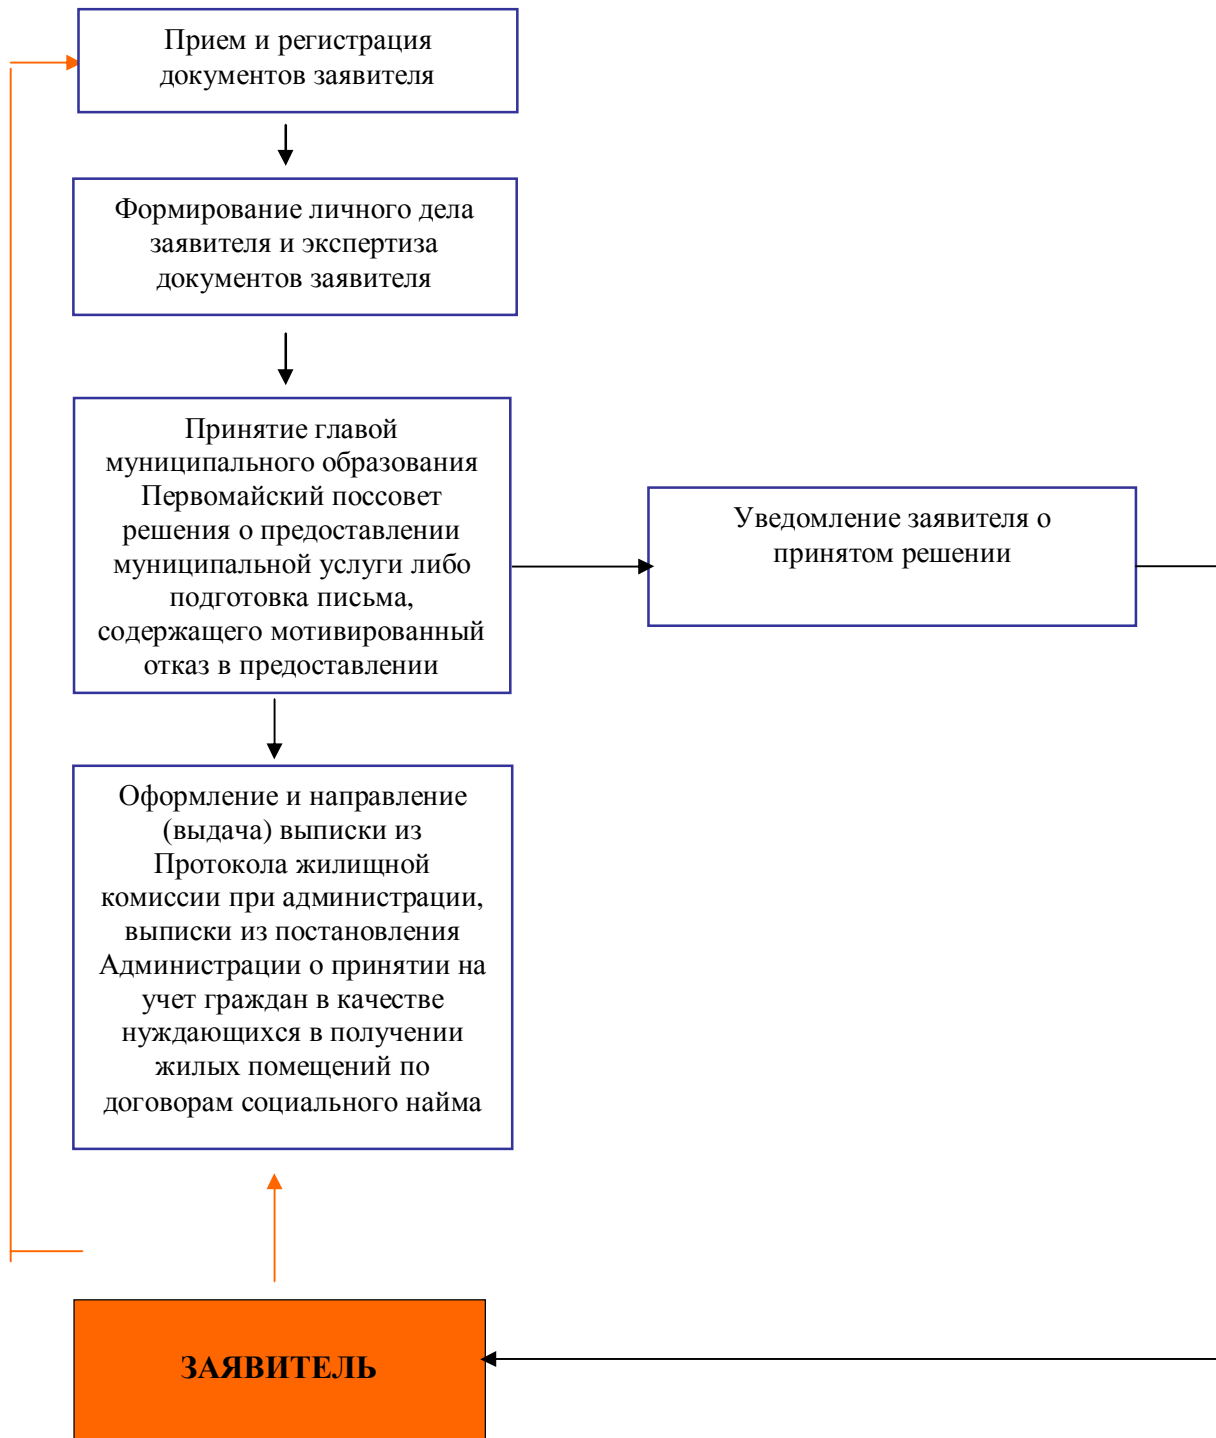 Прием и регистрация
документов заявителя
Формирование личного дела
заявителя и экспертиза
документов заявителя
Принятие главой
муниципального образования
Первомайский поссовет
решения о предоставлении
муниципальной услуги либо
подготовка письма,
содержащего мотивированный
отказ в предоставлении
Уведомление заявителя о
принятом решении
Оформление и направление
(выдача) выписки из
Протокола жилищной
комиссии при администрации,
выписки из постановления
Администрации о принятии на
учет граждан в качестве
нуждающихся в получении
жилых помещений по
договорам социального найма
ЗАЯВИТЕЛЬ